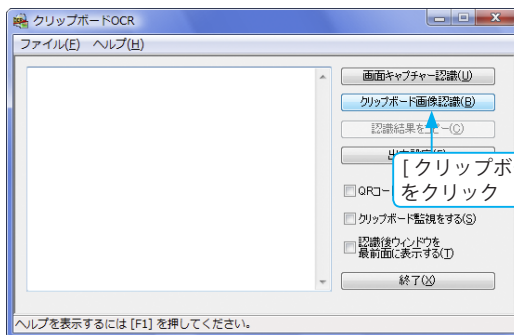 クリップボードOCR
ファイル(F) ヘルプ(H)
画面キャプチャー認識(U)
クリップボード画像認識(B)
認識結果をコピー(C)
[クリップボ
をクリック
QRコー
クリップボード監視をする(S)
認識後ウィンドウを
最前面に表示する(T)
終了(X)
ヘルプを表示するには [F1] を押してください。